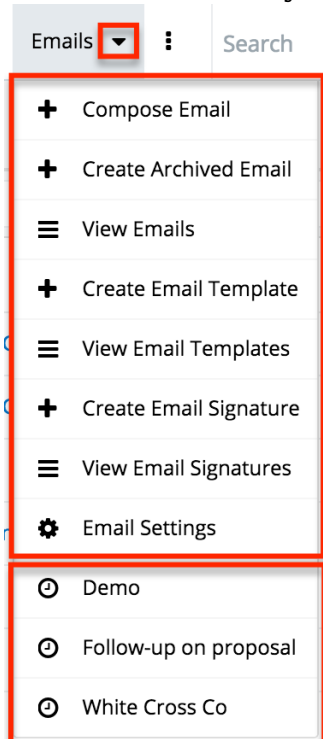 Emails
Search
Compose Email
Create Archived Email
View Emails
Create Email Template
View Email Templates
Create Email Signature
View Email Signatures
Email Settings
Demo
Follow-up on proposal
White Cross Co